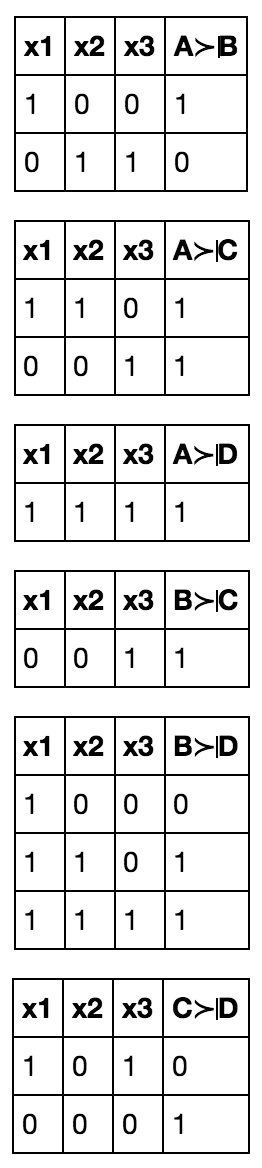 x1 x2 x3 A≻|B
1 0 0 1
0 1 1 0
x1 x2 x3 A≻|C
1 1 0 1
0 0 1 1
x1 x2 x3 A≻|D
1 1 1 1
x1 x2 x3 B≻|C
0 0 1 1
x1 x2 x3 B≻|D
1 0 0 0
1 1 0 1
1 1 1 1
x1 x2 x3 C≻|D
1 0 1 0
0 0 0 1